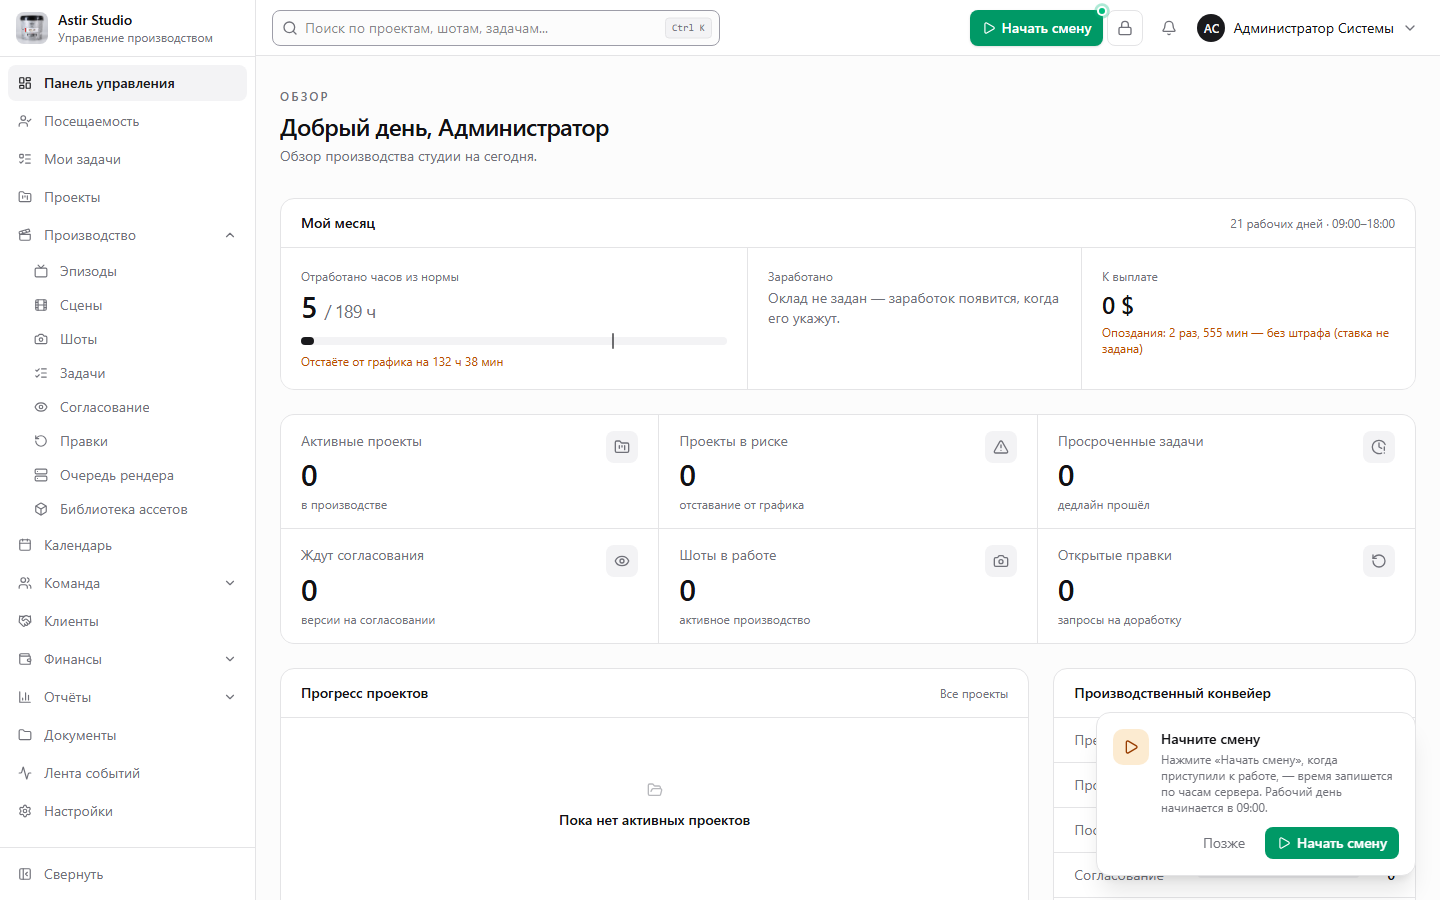 Astir Studio
Управление производством
Поиск по проектам, шотам, задачам...
Ctrl K
Начать смену
АС
Администратор Системы
Панель управления
Посещаемость
Мои задачи
Проекты
Производство
Эпизоды
Сцены
Шоты
Задачи
Согласование
Правки
Очередь рендера
Библиотека ассетов
Календарь
Команда
Клиенты
Финансы
Отчёты
Документы
Лента событий
Настройки
Свернуть
ОБЗОР
Добрый день, Администратор
Обзор производства студии на сегодня.
Мой месяц
21 рабочих дней · 09:00–18:00
Отработано часов из нормы
5 / 189 ч
Отстаёте от графика на 132 ч 38 мин
Заработано
Оклад не задан — заработок появится, когда
его укажут.
К выплате
0 $
Опоздания: 2 раз, 555 мин — без штрафа (ставка не
задана)
Активные проекты
0
в производстве
Проекты в риске
0
отставание от графика
Просроченные задачи
0
дедлайн прошёл
Ждут согласования
0
версии на согласовании
Шоты в работе
0
активное производство
Открытые правки
0
запросы на доработку
Прогресс проектов
Все проекты
Пока нет активных проектов
Производственный конвейер
Согласование
0
Начните смену
Нажмите «Начать смену», когда
приступили к работе, — время запишется
по часам сервера. Рабочий день
начинается в 09:00.
Позже
Начать смену